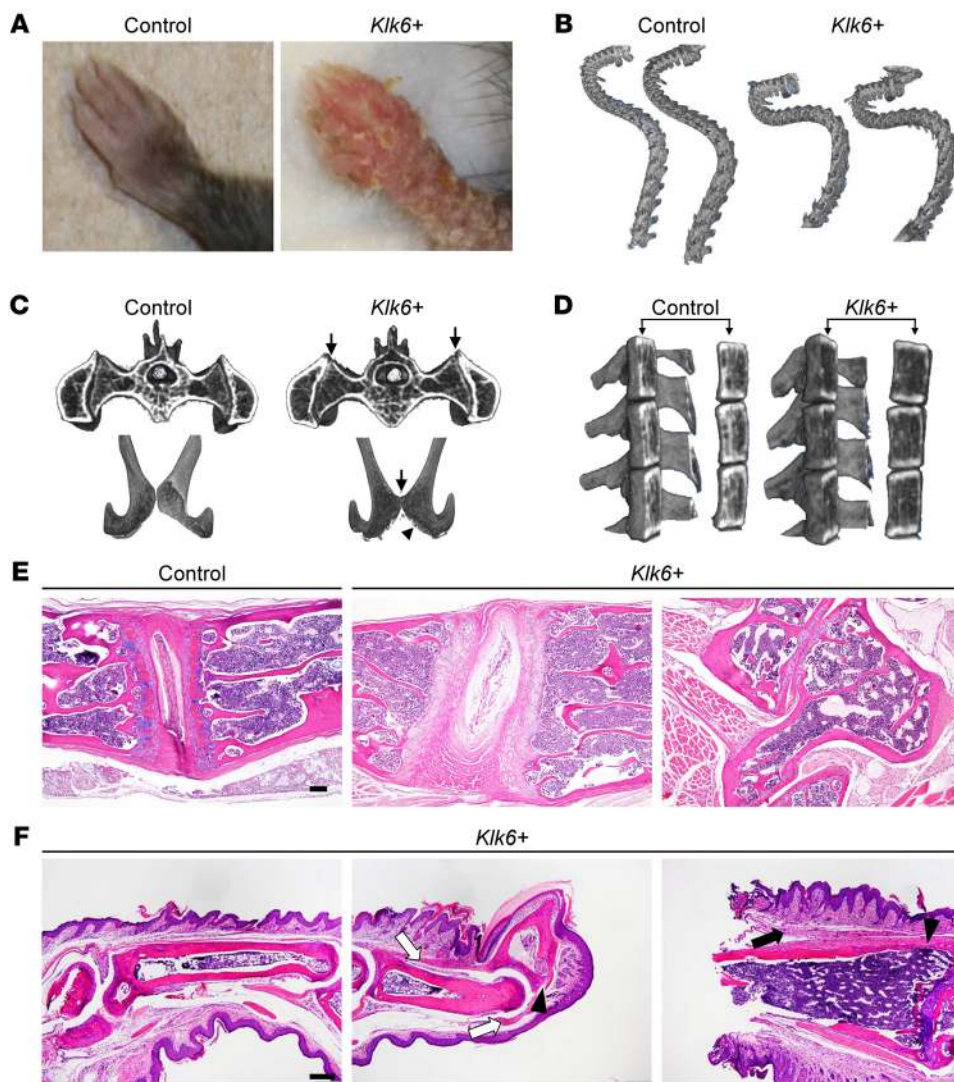 A
Control
Klk6+
B
Control
Klk6+
C
Control
Klk6+
D
Control
Klk6+
E
Control
Klk6+
F
Klk6+